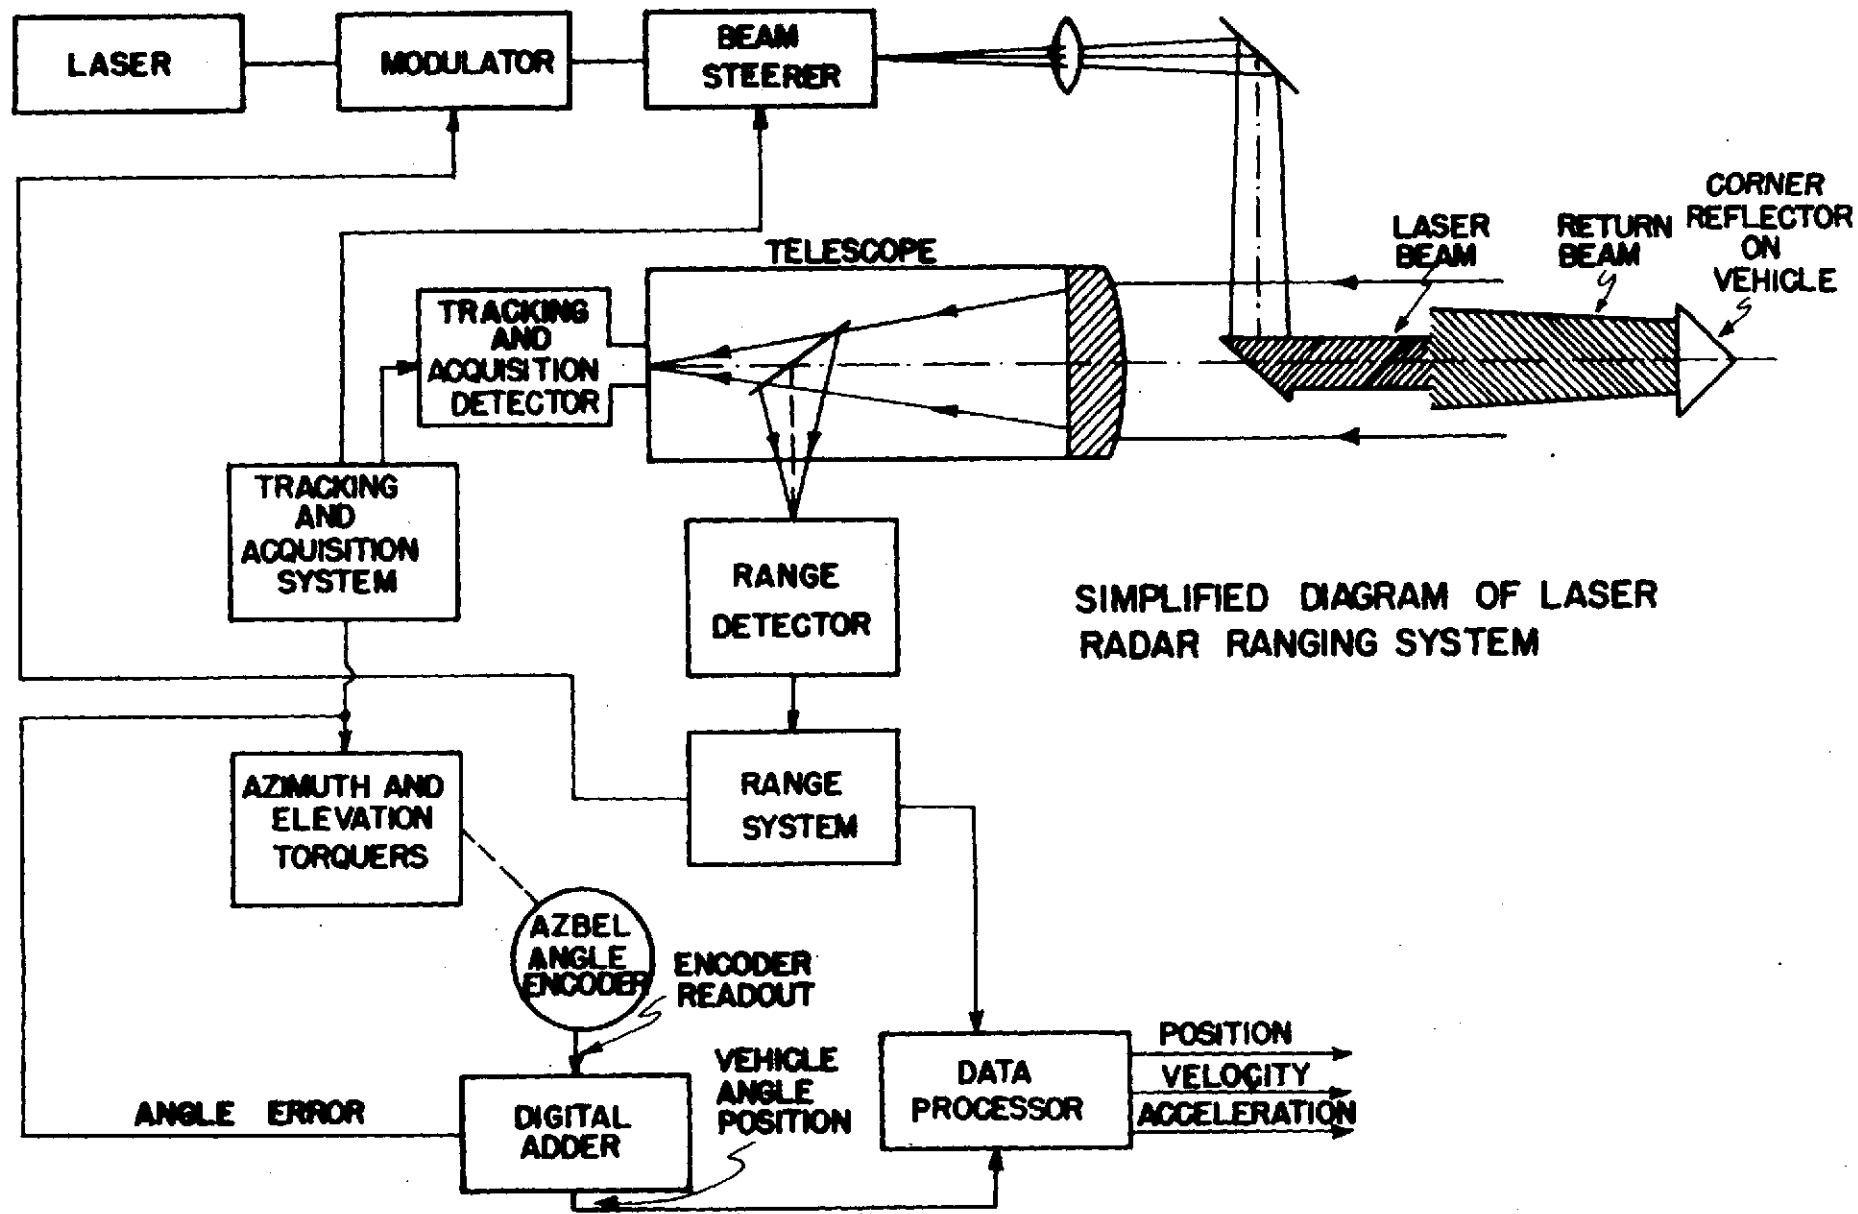 LASER
MODULATOR
BEAM
STEERER
CORNER
REFLECTOR
ON
VEHICLE
LASER
BEAM
RETURN
BEAM
TELESCOPE
TRACKING
AND
ACQUISITION
DETECTOR
TRACKING
AND
ACQUISITION
SYSTEM
RANGE
DETECTOR
SIMPLIFIED DIAGRAM OF LASER
RADAR RANGING SYSTEM
AZIMUTH AND
ELEVATION
TORQUERS
RANGE
SYSTEM
AZBEL
ANGLE
ENCODER
ENCODER
READOUT
VEHICLE
ANGLE
POSITION
ANGLE ERROR
DIGITAL
ADDER
DATA
PROCESSOR
POSITION
VELOCITY
ACCELERATION